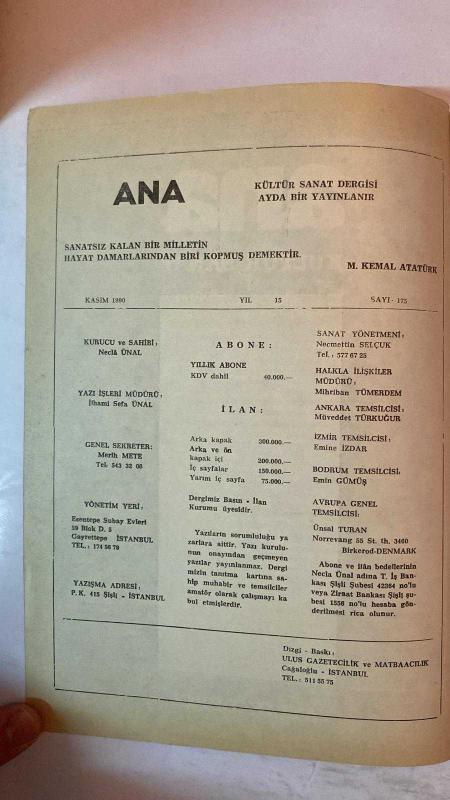 ANA
KÜLTÜR SANAT DERGİSİ
AYDA BİR YAYINLANIR
SANATSIZ KALAN BİR MİLLETİN
HAYAT DAMARLARINDAN BİRİ KOPMUŞ DEMEKTİR.
M. KEMAL ATATÜRK
KASIM 1990 YIL 15 SAYI- 175
KURUCU ve SAHİBİ:
Neclâ ÜNAL
YAZI İŞLERİ MÜDÜRÜ:
İlhami Sefa ÜNAL
GENEL SEKRETER:
Merih METE
Tel: 543 32 08
YÖNETİM YERİ:
Esentepe Subay Evleri
19 Blok D. 5
Gayrettepe İSTANBUL
TEL.: 174 56 79
YAZIŞMA ADRESİ:
P.K. 415 Şişli - İSTANBUL
ABONE:
YILLIK ABONE
KDV dahil 40.000.—
İLAN:
Arka kapak 300.000.—
Arka ve ön
kapak içi 200.000.—
İç sayfalar 150.000.—
Yarım iç sayfa 75.000.—
Dergimiz Basın - İlan
Kurumu üyesidir.
Yazıların sorumluluğu ya
zarlara aittir. Yazı kurulu-
nun onayından geçmeyen
yazılar yayınlanmaz. Dergi
mizin tanıtma kartına sa-
hip muhabir ve temsilciler
amatör olarak çalışmayı ka
bul etmişlerdir.
SANAT YÖNETMENİ:
Necmettin SELÇUK
Tel.: 577 67 25
HALKLA İLİŞKİLER
MÜDÜRÜ:
Mihriban TÜMERDEM
ANKARA TEMSİLCİSİ:
Müveddet TÜRKUĞUR
İZMİR TEMSİLCİSİ:
Emine İZDAR
BODRUM TEMSİLCİSİ:
Emin GÜMÜŞ
AVRUPA GENEL
TEMSİLCİSİ:
Ünsal TURAN
Norrevang 55 St. th. 3460
Birkerod-DENMARK
Abone ve ilân bedellerinin
Necla Ünal adına T. İş Ban-
kası Şişli Şubesi 42364 no'lu
veya Ziraat Bankası Şişli şu-
besi 1556 no'lu hesaba gön-
derilmesi rica olunur.
Dizgi - Baskı:
ULUS GAZETECİLİK ve MATBAACILIK
Cağaloğlu - İSTANBUL
TEL.: 511 55 75